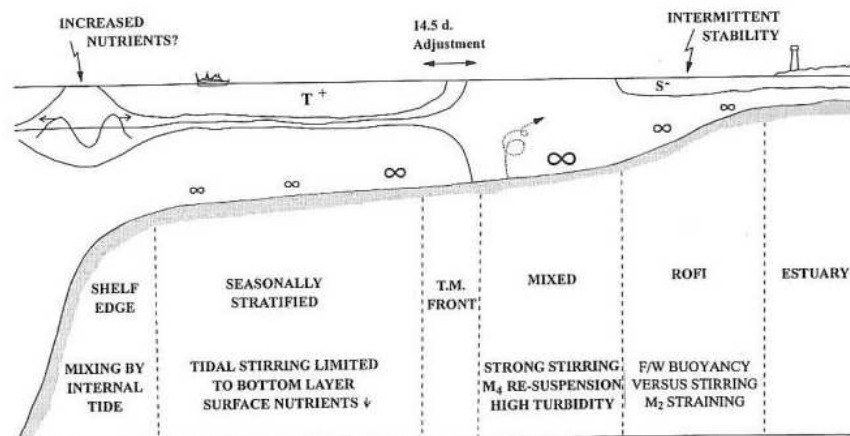 INCREASED
NUTRIENTS?
14.5 d.
Adjustment
INTERMITTENT
STABILITY
T +
S-
∞
∞
∞
∞
∞
∞
SHELF
EDGE
SEASONALLY
STRATIFIED
T.M.
FRONT
MIXED
ROFI
ESTUARY
MIXING BY
INTERNAL
TIDE
TIDAL STIRRING LIMITED
TO BOTTOM LAYER
SURFACE NUTRIENTS ↓
STRONG STIRRING
M4 RE-SUSPENSION
HIGH TURBIDITY
F/W BUOYANCY
VERSUS STIRRING
M2 STRAINING